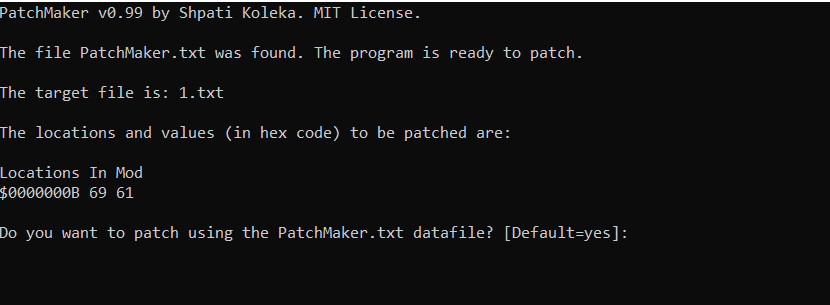 PatchMaker v0.99 by Shpati Koleka. MIT License.
The file PatchMaker.txt was found. The program is ready to patch.
The target file is: 1.txt
The locations and values (in hex code) to be patched are:
Locations In Mod
$0000000B 69 61
Do you want to patch using the PatchMaker.txt datafile? [Default=yes]: